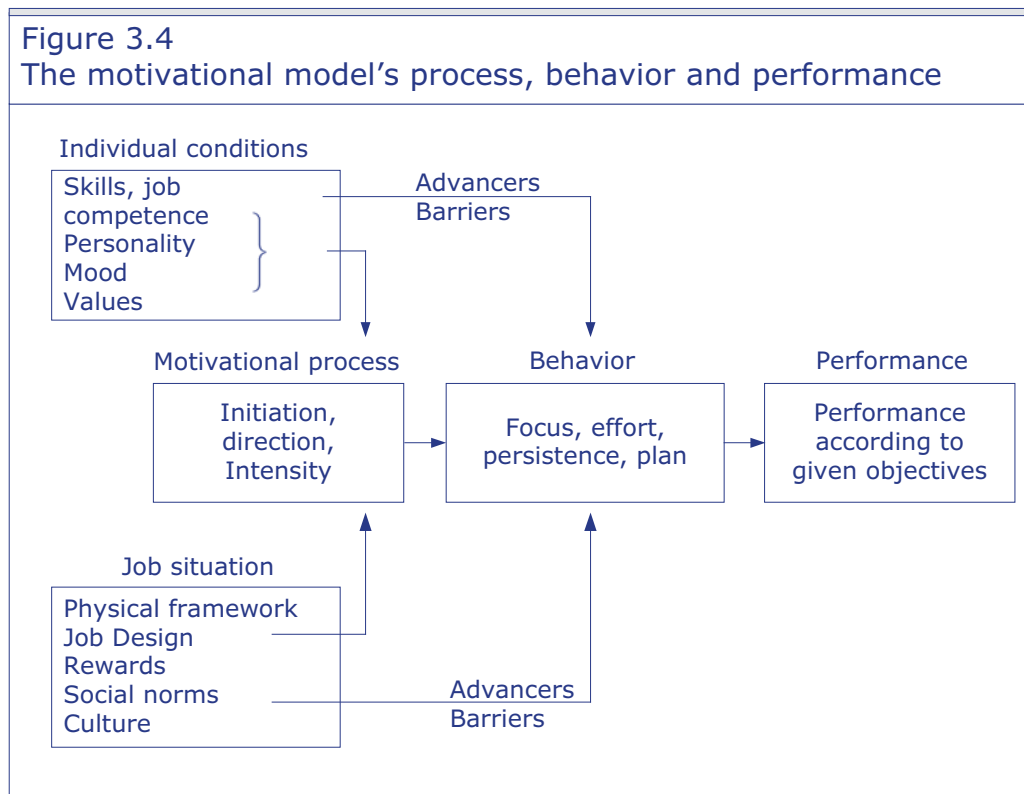 Figure 3.4
The motivational model’s process, behavior and performance
Individual conditions
Skills, job
competence
Personality
Mood
Values
Advancers
Barriers
Motivational process
Initiation,
direction,
Intensity
Behavior
Focus, effort,
persistence, plan
Performance
Performance
according to
given objectives
Job situation
Physical framework
Job Design
Rewards
Social norms
Culture
Advancers
Barriers